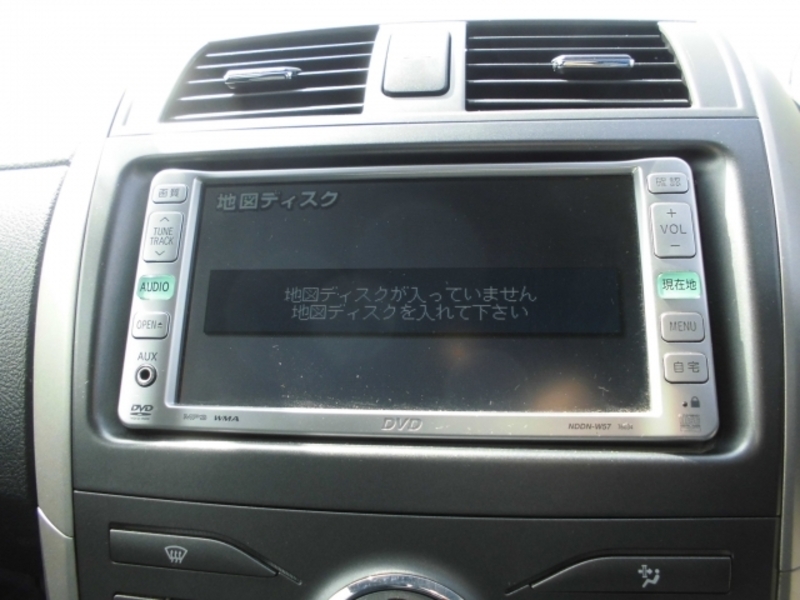 地図ディスク
画質
確認
TUNE
TRACK
+
VOL
-
AUDIO
現在地
地図ディスクが入っていません
地図ディスクを入れて下さい
OPEN
MENU
AUX
自宅
DVD
MP3 WMA
DVD
NDDN-W57